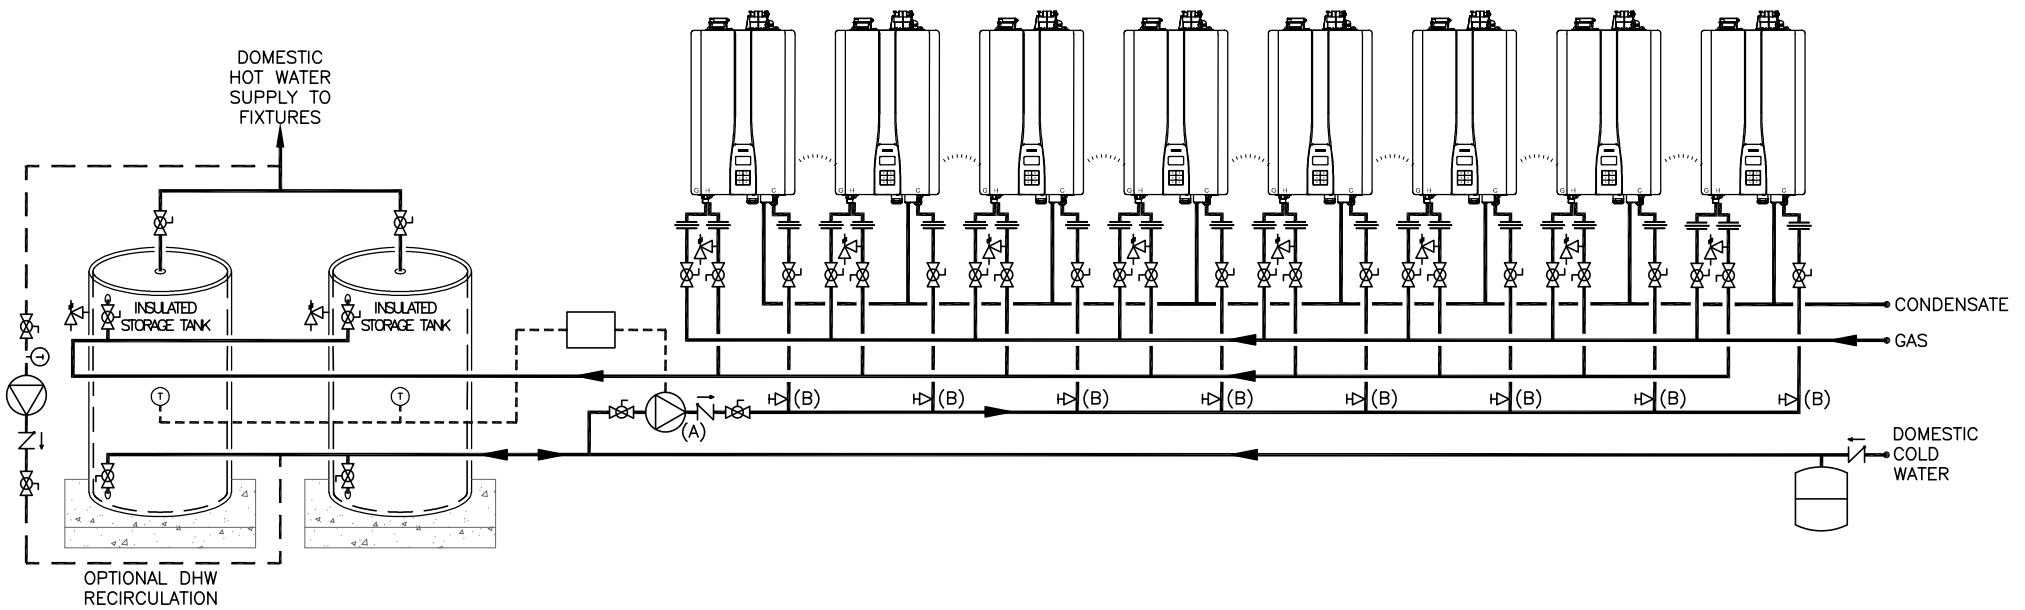 DOMESTIC
HOT WATER
SUPPLY TO
FIXTURES
G H C
G H C
G H C
G H C
G H C
G H C
G H C
G H C
INSULATED
STORAGE TANK
INSULATED
STORAGE TANK
CONDENSATE
GAS
T
T
T
(B)
(B)
(B)
(B)
(B)
(B)
(B)
(B)
(A)
DOMESTIC
COLD
WATER
OPTIONAL DHW
RECIRCULATION